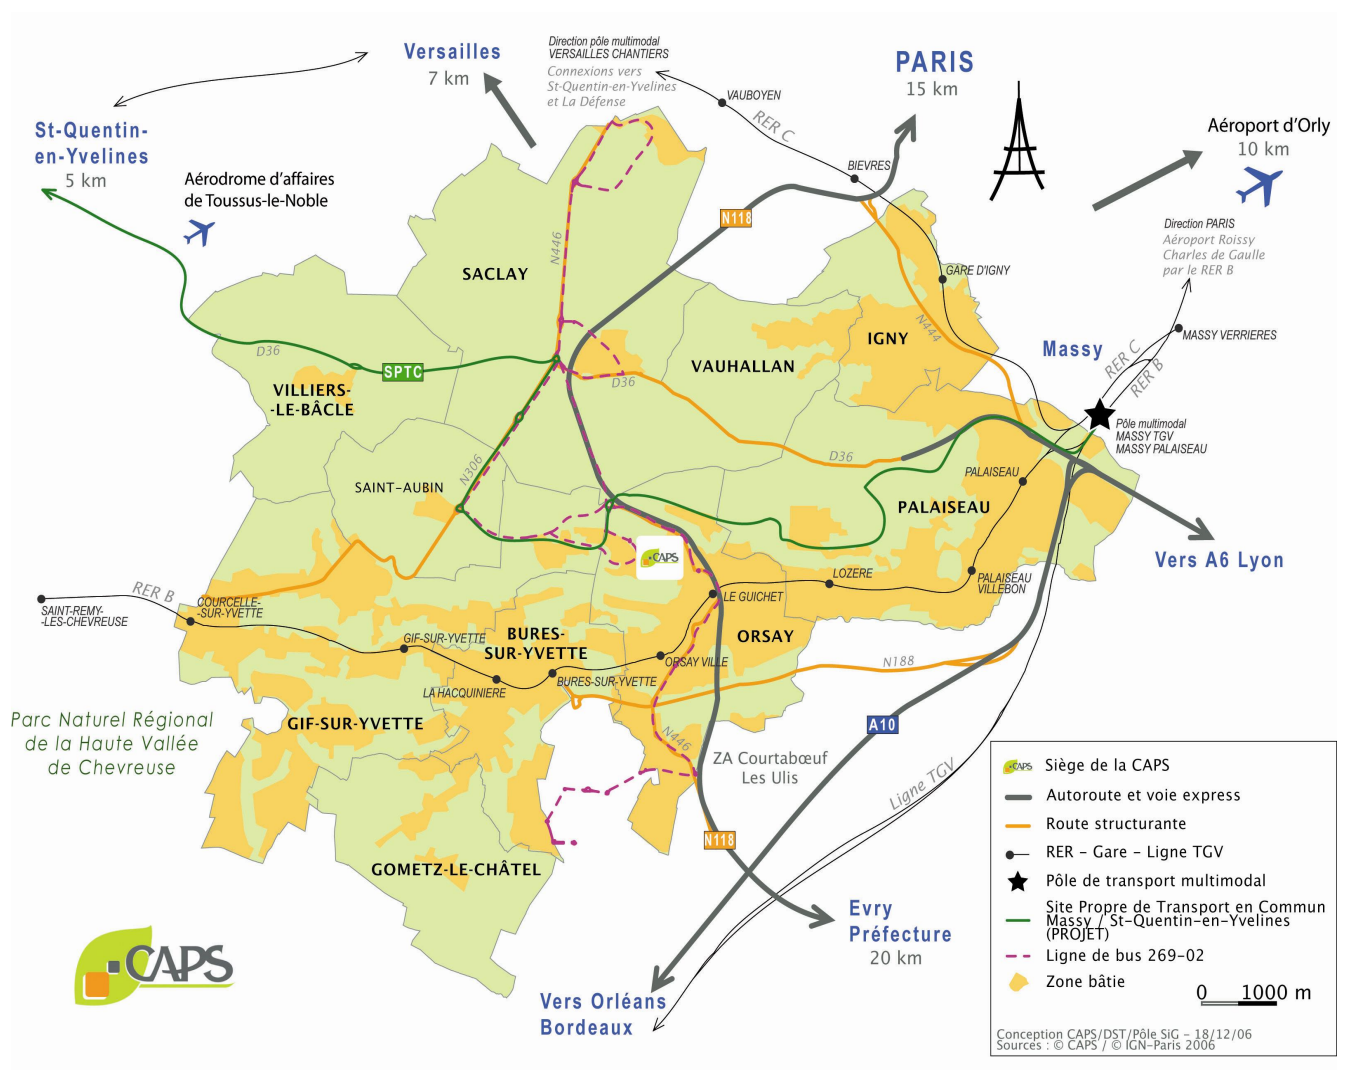 Versailles
7 km
Direction pôle multimodal
VERSAILLES CHANTIERS
Connexions vers
St-Quentin-en-Yvelines
et La Défense
VAUBOYEN
RER C
BIEVRES
PARIS
15 km
Aéroport d'Orly
10 km
St-Quentin-
en-Yvelines
5 km
Aérodrome d'affaires
de Toussus-le-Noble
Direction PARIS
Aéroport Roissy
Charles de Gaulle
par le RER B
N118
N446
SACLAY
GARE D'IGNY
IGNY
N444
Massy
MASSY VERRIERES
RER C
RER B
D36
SPTC
VILLIERS-
-LE-BÂCLE
VAUHALLAN
D36
Pôle multimodal
MASSY TGV
MASSY PALAISEAU
D36
N306
SAINT-AUBIN
PALAISEAU
PALAISEAU
CAPS
Vers A6 Lyon
RER B
SAINT-REMY-
-LES-CHEVREUSE
COURCELLE-
-SUR-YVETTE
LOZERE
PALAISEAU
VILLEBON
LE GUICHET
GIF-SUR-YVETTE
BURES-
SUR-YVETTE
ORSAY
ORSAY VILLE
N188
LA HACQUINIERE
BURES-SUR-YVETTE
Parc Naturel Régional
de la Haute Vallée
de Chevreuse
GIF-SUR-YVETTE
N446
A10
ZA Courtabœuf
Les Ulis
Ligne TGV
N118
GOMETZ-LE-CHÂTEL
Evry
Préfecture
20 km
Vers Orléans
Bordeaux
CAPS
CAPS
Siège de la CAPS
Autoroute et voie express
Route structurante
RER - Gare - Ligne TGV
Pôle de transport multimodal
Site Propre de Transport en Commun
Massy / St-Quentin-en-Yvelines
(PROJET)
Ligne de bus 269-02
Zone bâtie
0 1000 m
Conception CAPS/DST/Pôle SiG - 18/12/06
Sources : © CAPS / © IGN-Paris 2006